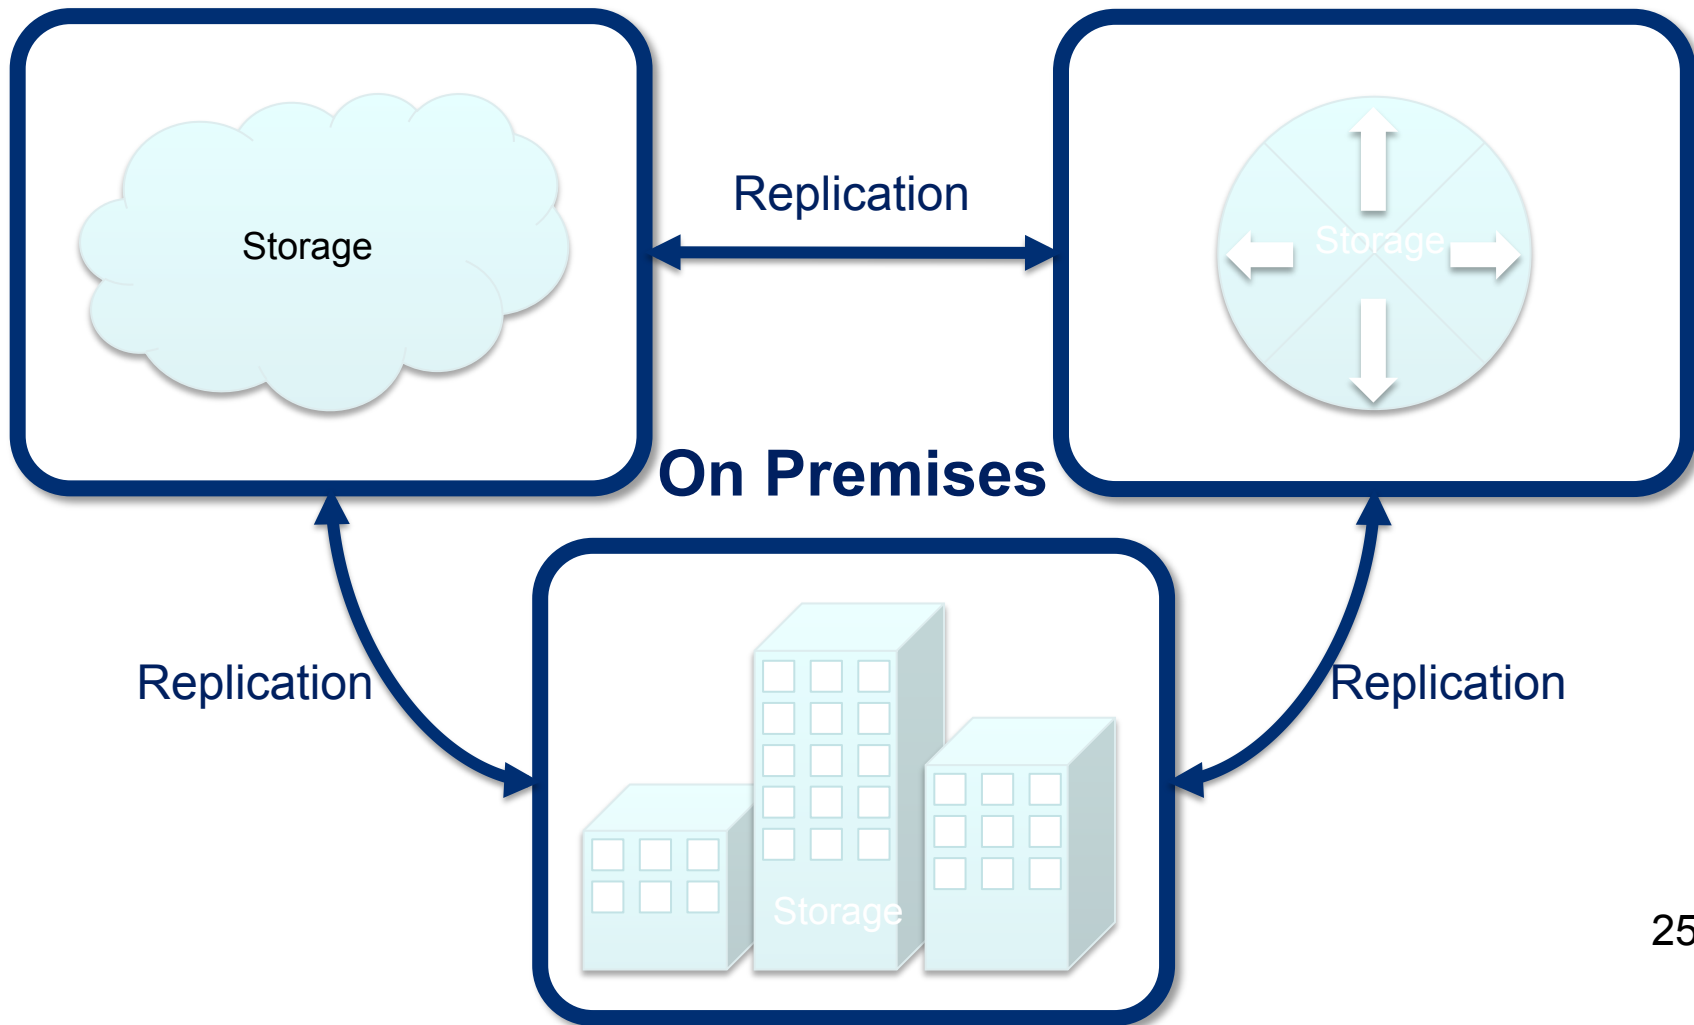 Replication
Storage
Storage
On Premises
Replication
Replication
Storage
25